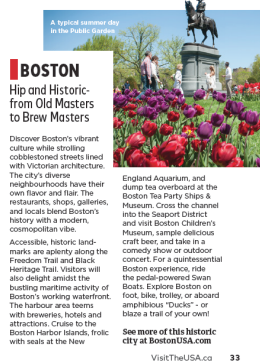 A typical summer day
in the Public Garden
BOSTON
Hip and Historic-
from Old Masters
to Brew Masters
Discover Boston's vibrant
culture while strolling
cobblestoned streets lined
with Victorian architecture.
The city's diverse
neighbourhoods have their
own flavor and flair. The
restaurants, shops, galleries,
and locals blend Boston's
history with a modern,
cosmopolitan vibe.
Accessible, historic land-
marks are aplenty along the
Freedom Trail and Black
Heritage Trail. Visitors will
also delight amidst the
bustling maritime activity of
Boston's working waterfront.
The harbour area teems
with breweries, hotels and
attractions. Cruise to the
Boston Harbor Islands, frolic
with seals at the New
England Aquarium, and
dump tea overboard at the
Boston Tea Party Ships &
Museum. Cross the channel
into the Seaport District
and visit Boston Children's
Museum, sample delicious
craft beer, and take in a
comedy show or outdoor
concert. For a quintessential
Boston experience, ride
the pedal-powered Swan
Boats. Explore Boston on
foot, bike, trolley, or aboard
amphibious "Ducks" - or
blaze a trail of your own!
See more of this historic
city at BostonUSA.com
VisitTheUSA.ca 33